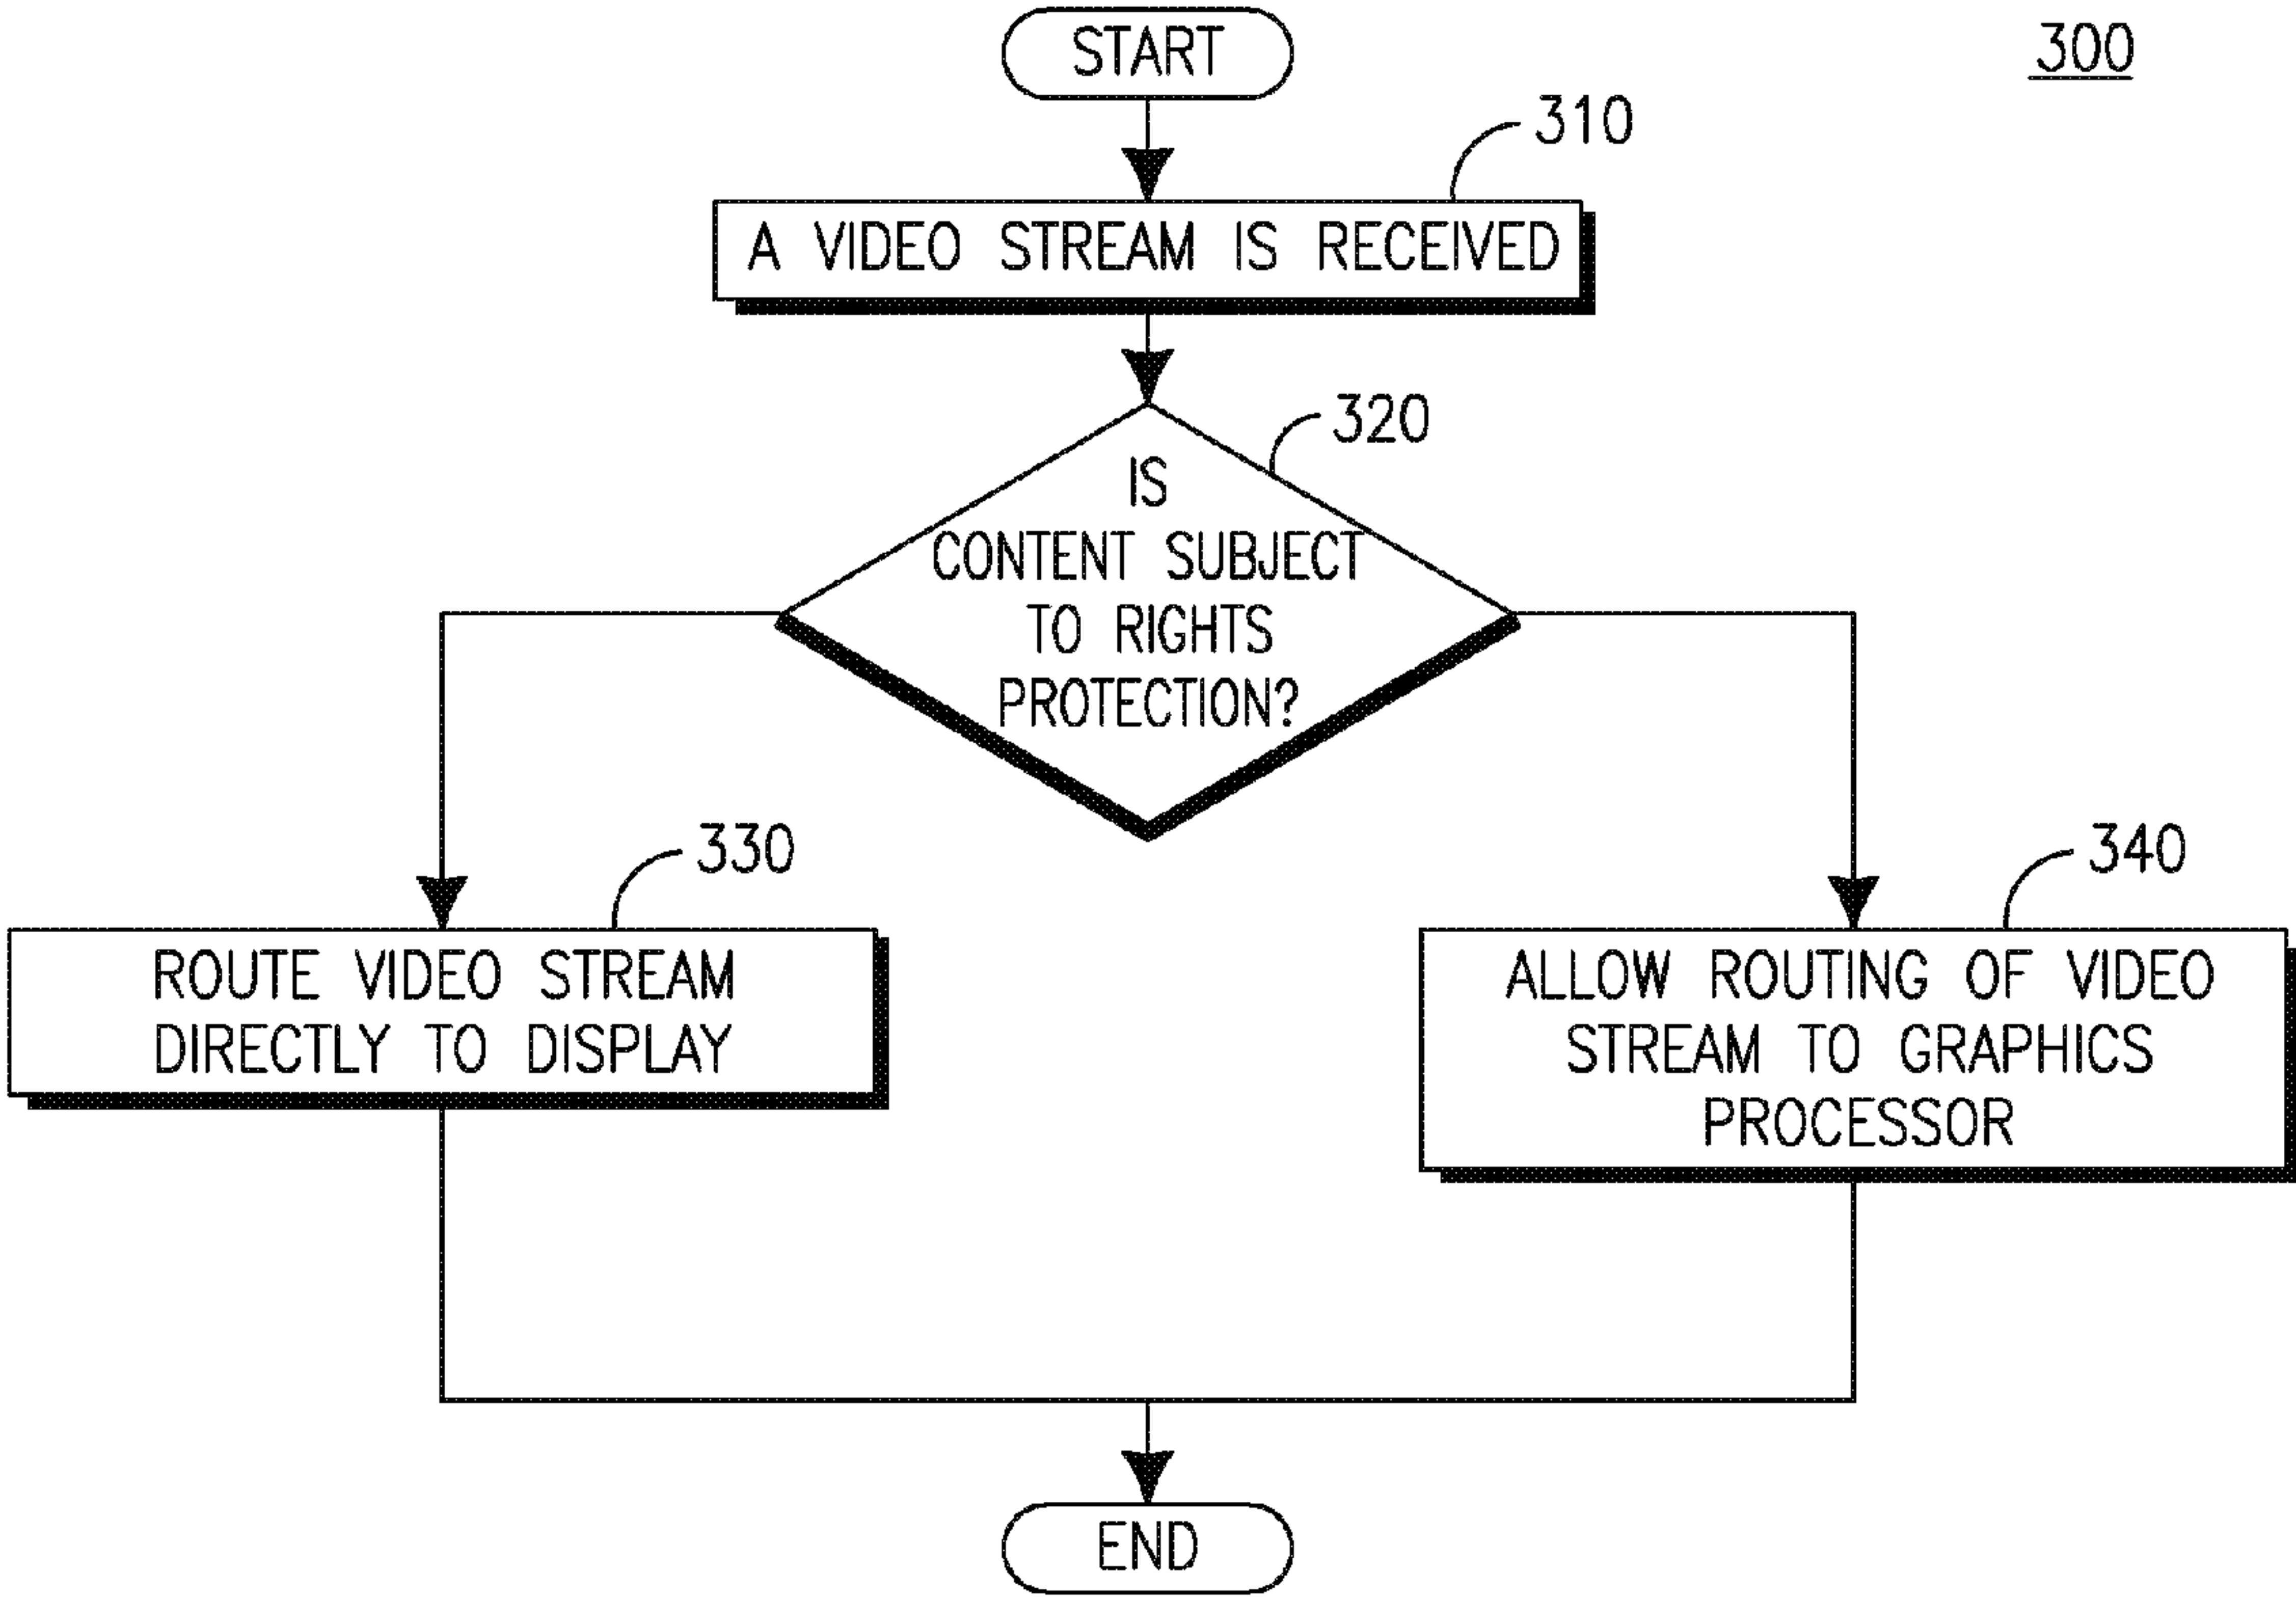 START
300
310
A VIDEO STREAM IS RECEIVED
320
IS
CONTENT SUBJECT
TO RIGHTS
PROTECTION?
330
ROUTE VIDEO STREAM
DIRECTLY TO DISPLAY
340
ALLOW ROUTING OF VIDEO
STREAM TO GRAPHICS
PROCESSOR
END